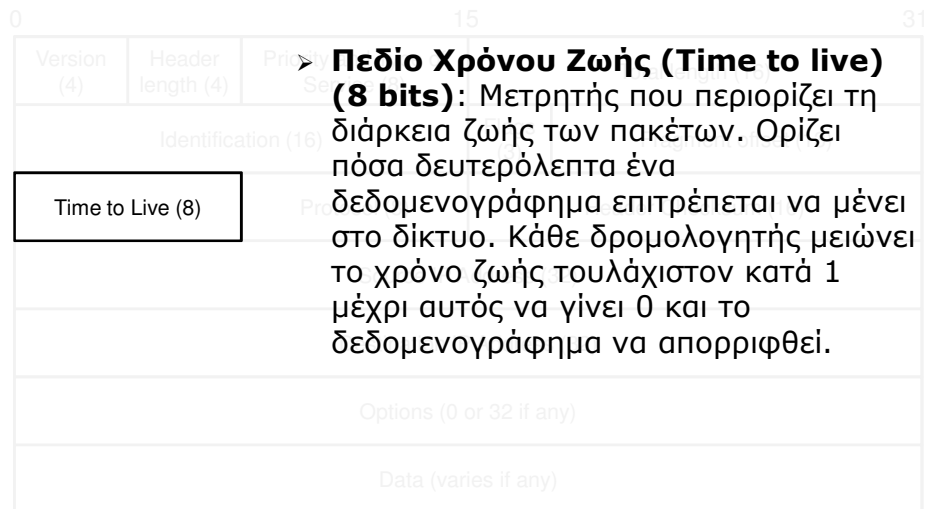 0 15 31
Version (4) Header length (4)
Πεδίο Χρόνου Ζωής (Time to live)
(8 bits): Μετρητής που περιορίζει τη
διάρκεια ζωής των πακέτων. Ορίζει
πόσα δευτερόλεπτα ένα
δεδομενογράφημα επιτρέπεται να μένει
στο δίκτυο. Κάθε δρομολογητής μειώνει
το χρόνο ζωής τουλάχιστον κατά 1
μέχρι αυτός να γίνει 0 και το
δεδομενογράφημα να απορριφθεί.
Identification (16)
Time to Live (8)
Options (0 or 32 if any)
Data (varies if any)